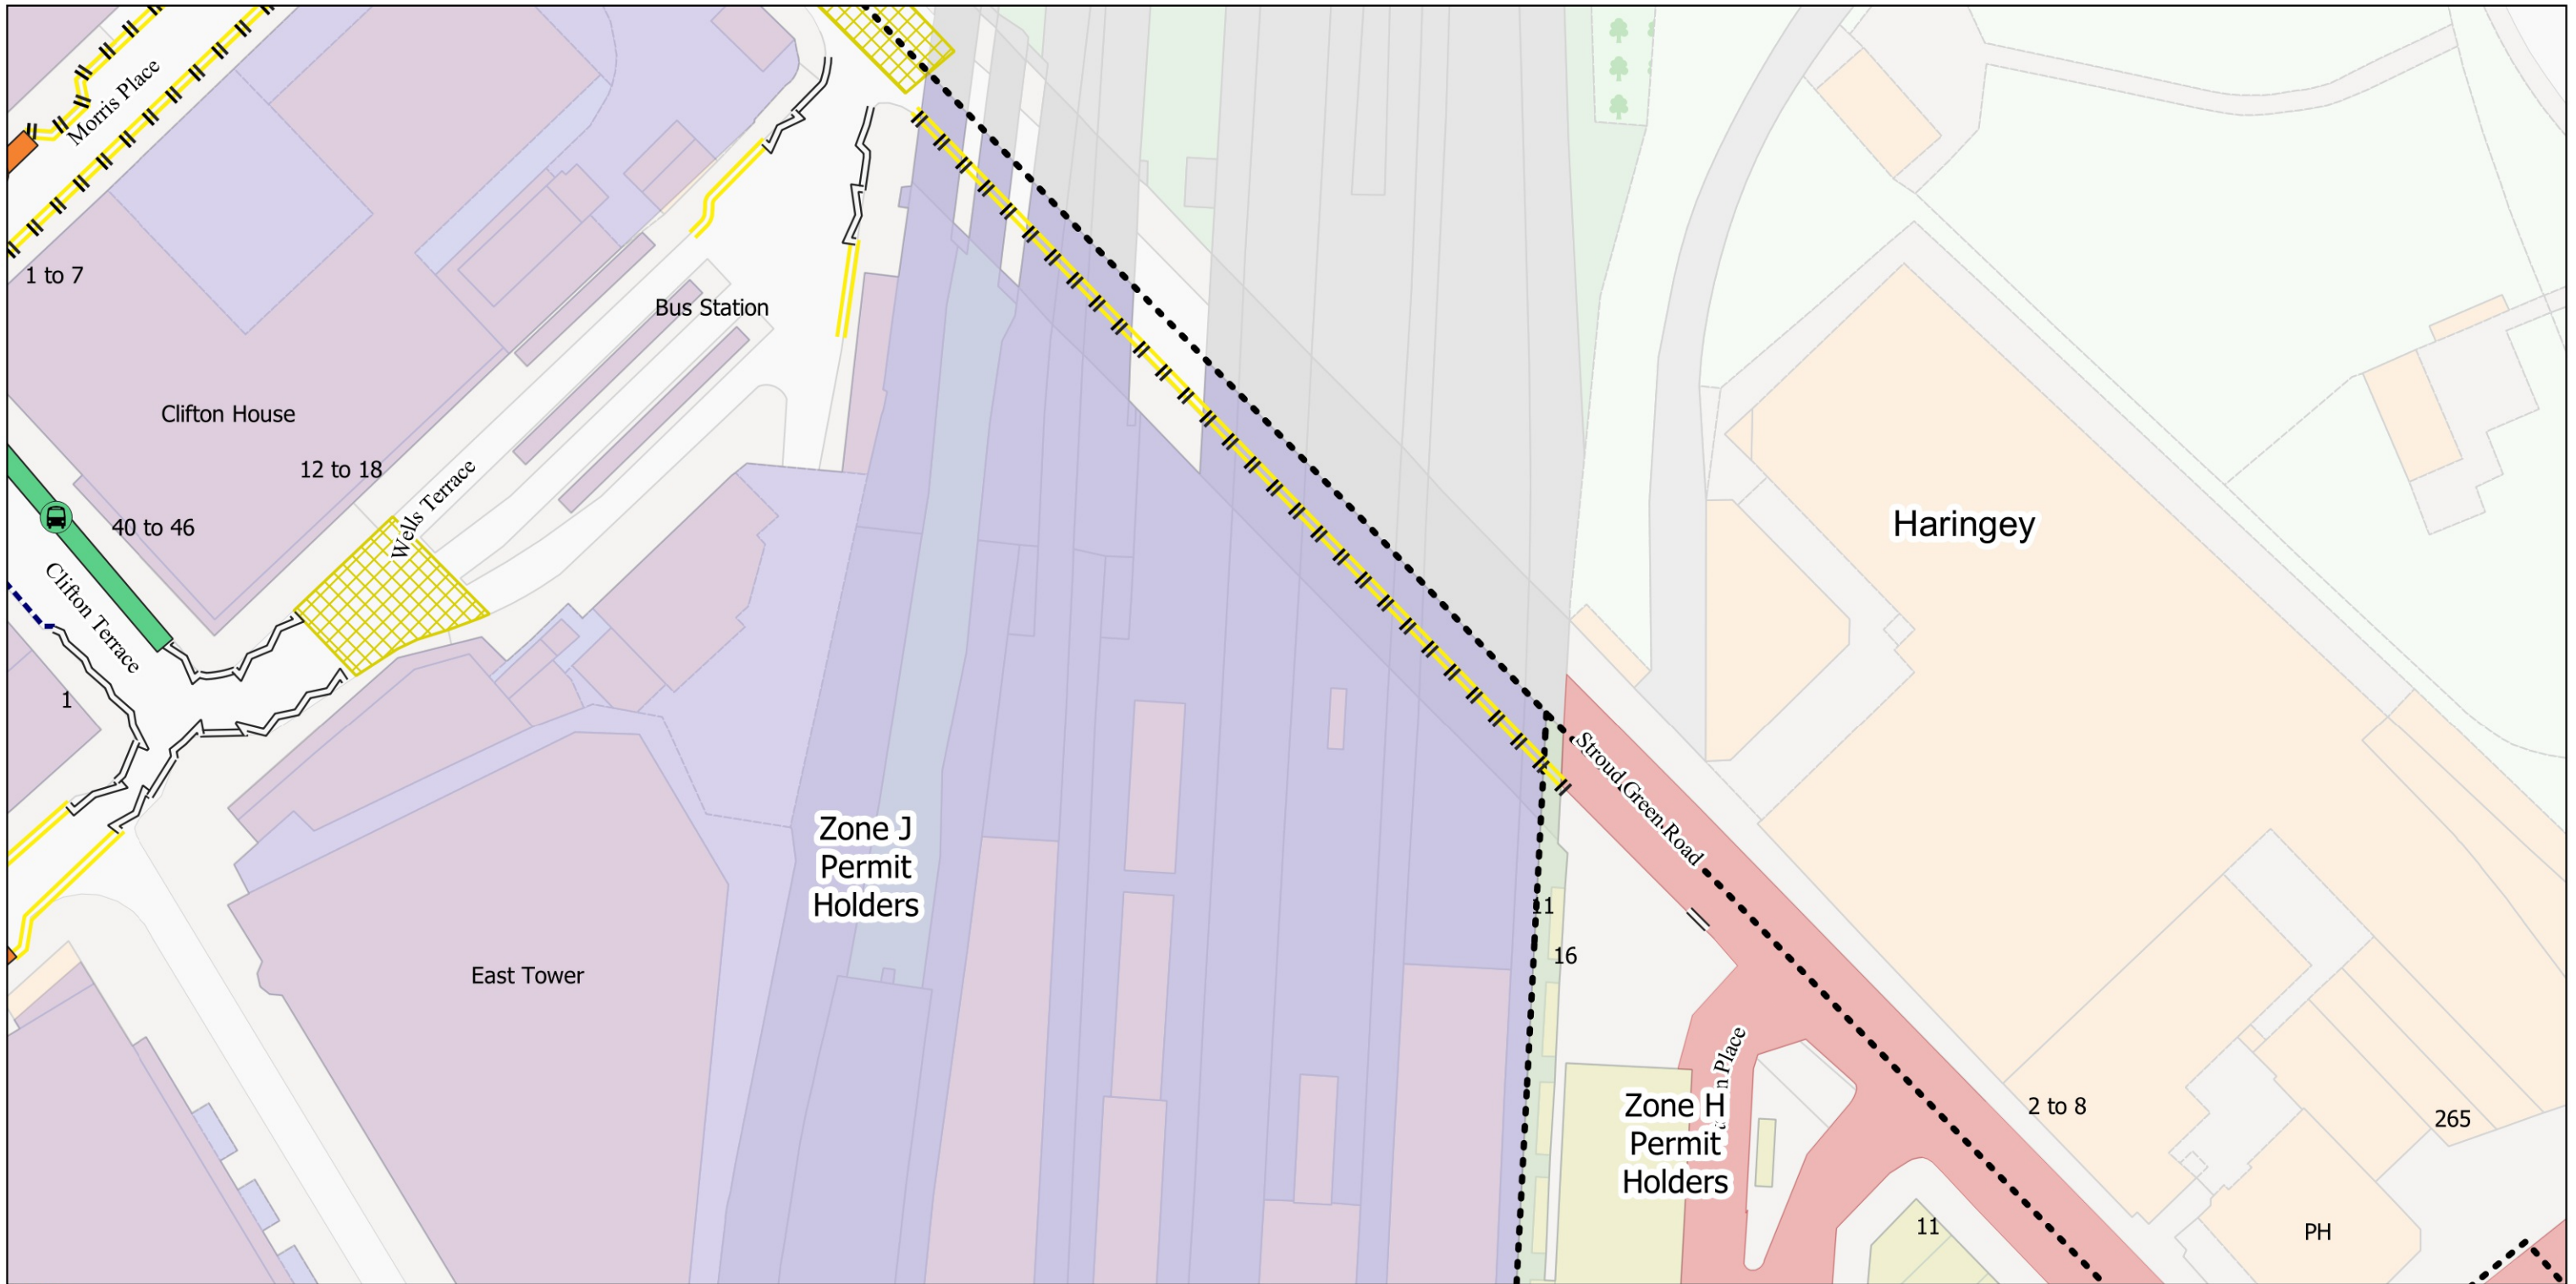 Morris Place
1 to 7
Bus Station
Clifton House
12 to 18
Wells Terrace
40 to 46
Clifton Terrace
1
Haringey
Stroud Green Road
Zone J
Permit
Holders
11
16
East Tower
n Place
Zone H
Permit
Holders
2 to 8
265
11
PH